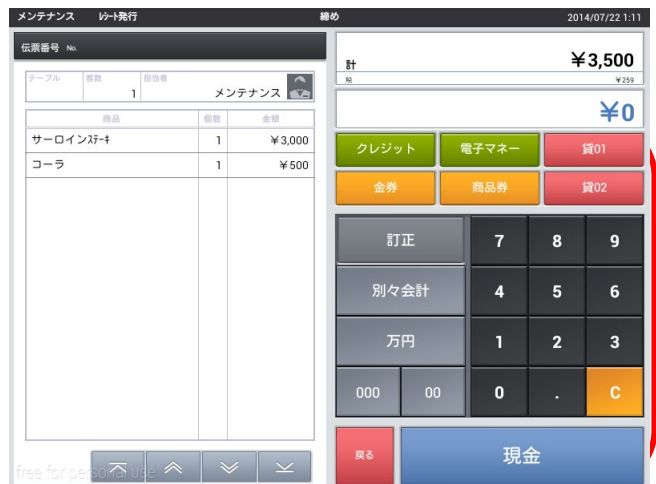 メンテナンス ﾚｼｰﾄ発行 締め 2014/07/22 1:11
伝票番号 No.
テーブル 客数 担当者
1 メンテナンス
商品 個数 金額
サーロインｽﾃｰｷ 1 ¥3,000
コーラ 1 ¥500
free for personal use
計 ¥3,500
税 ¥259
¥0
クレジット 電子マネー 貸01
金券 商品券 貸02
訂正 7 8 9
別々会計 4 5 6
万円 1 2 3
000 00 0 . C
戻る 現金